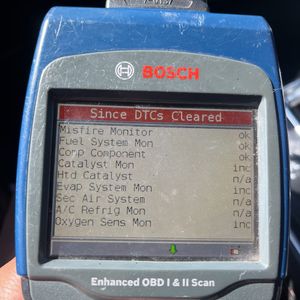 BOSCH
Since DTCs Cleared
Misfire Monitor ok
Fuel System Mon ok
Comp Component ok
Catalyst Mon inc
Htd Catalyst n/a
Evap System Mon inc
Sec Air System n/a
A/C Refrig Mon n/a
Oxygen Sens Mon inc
Enhanced OBD I & II Scan